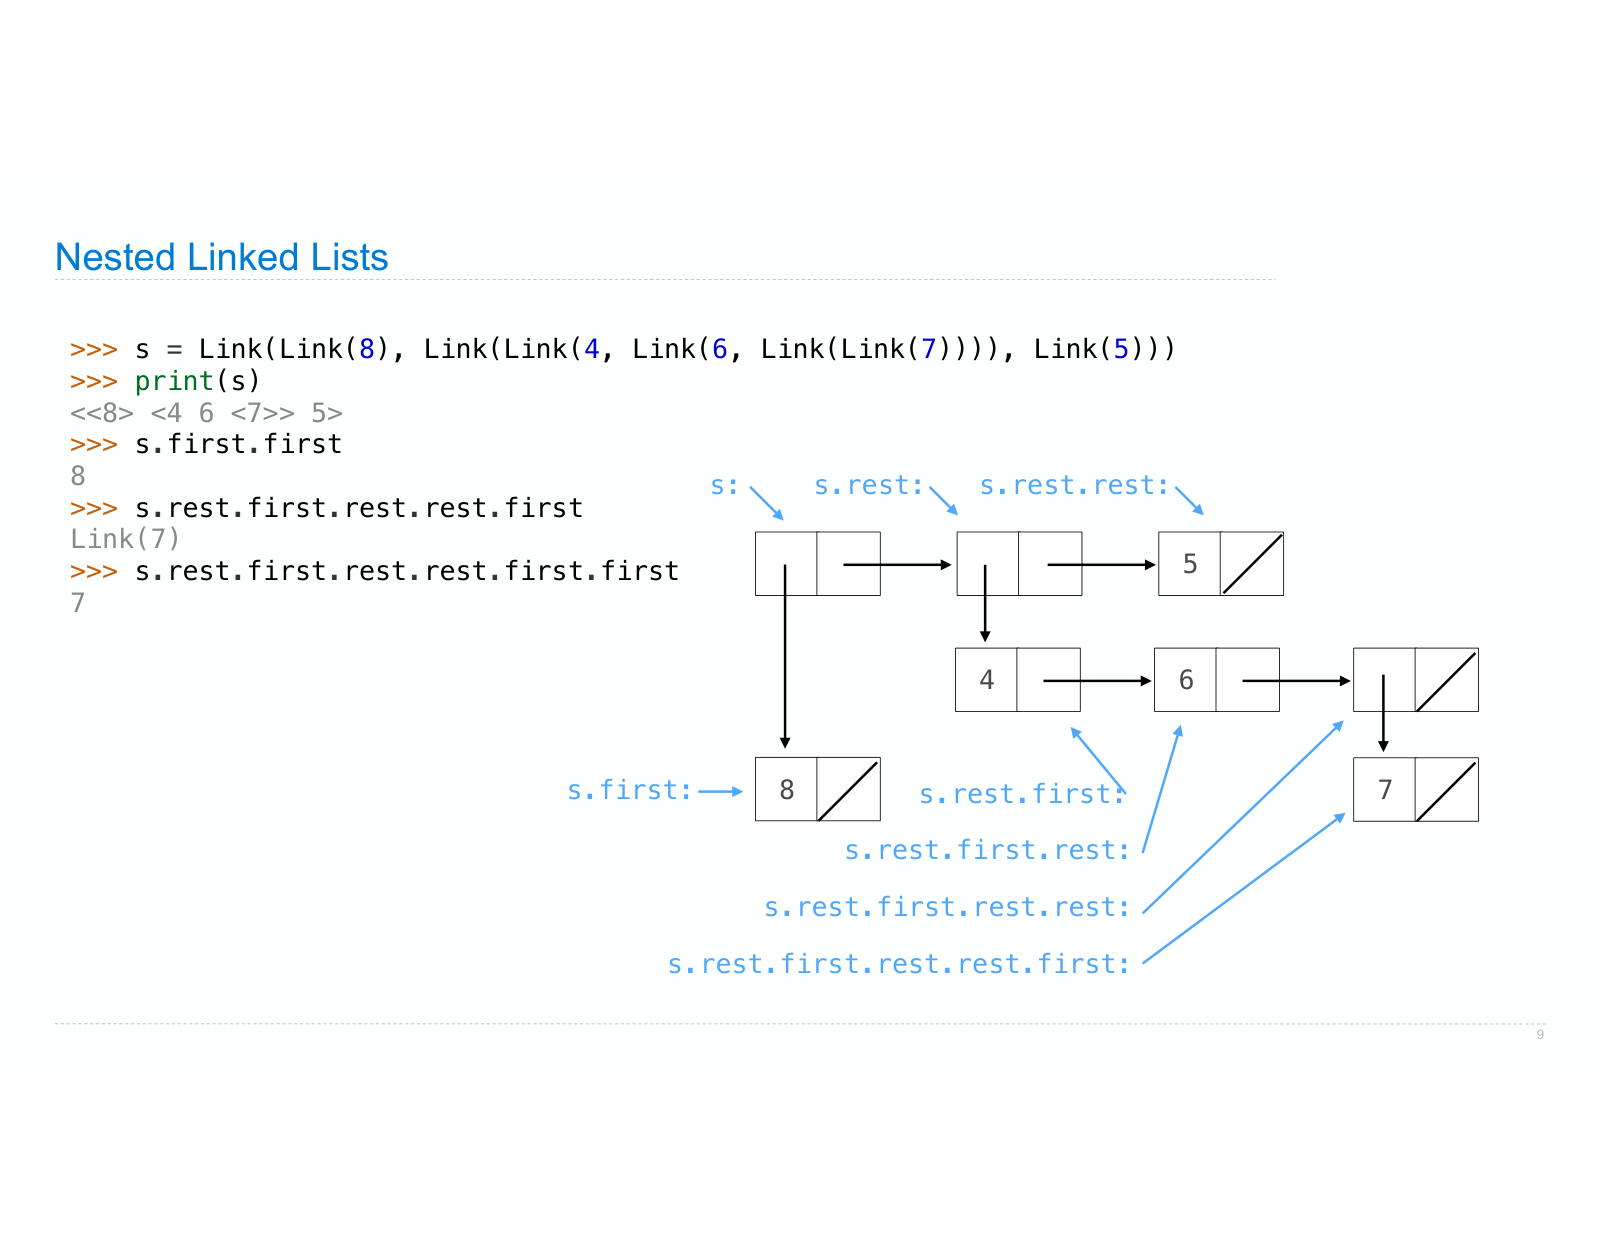 Nested Linked Lists
>>> s = Link(Link(8), Link(Link(4, Link(6, Link(Link(7)))), Link(5)))
>>> print(s)
<<8> <4 6 <7>> 5>
>>> s.first.first
8
>>> s.rest.first.rest.rest.first
Link(7)
>>> s.rest.first.rest.rest.first.first
7
s: s.rest: s.rest.rest:
5
4 6
s.first: 8 s.rest.first: 7
s.rest.first.rest:
s.rest.first.rest.rest:
s.rest.first.rest.rest.first:
9